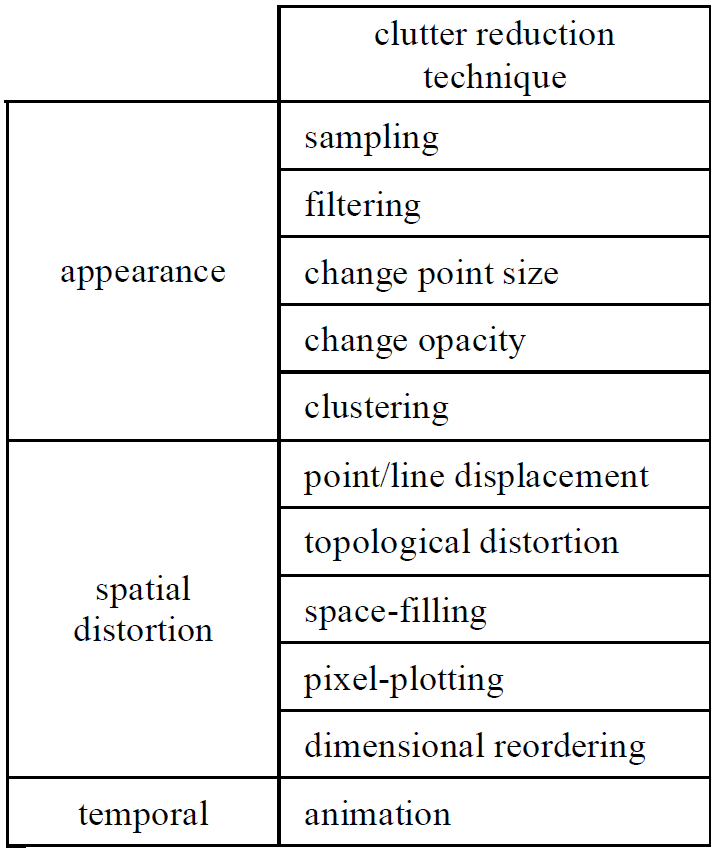 clutter reduction
technique
appearance
sampling
filtering
change point size
change opacity
clustering
spatial
distortion
point/line displacement
topological distortion
space-filling
pixel-plotting
dimensional reordering
temporal
animation